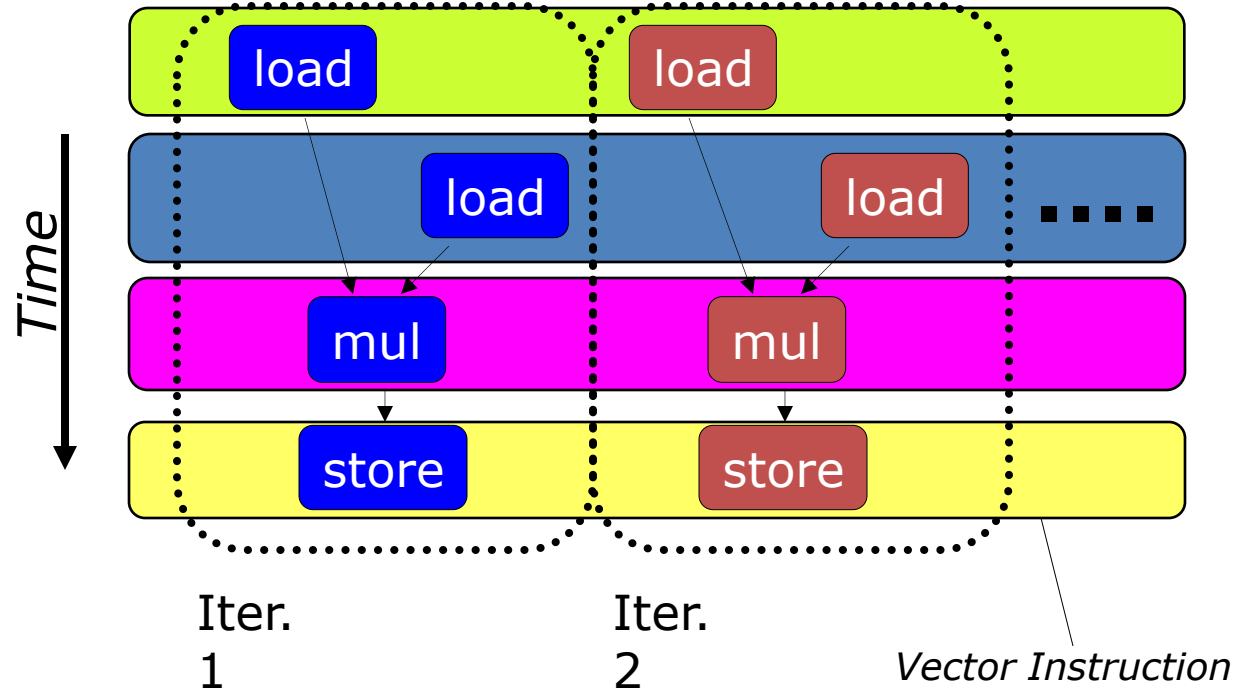 load load
load load
Time
mul mul
store store
Iter.
1
Iter.
2
Vector Instruction